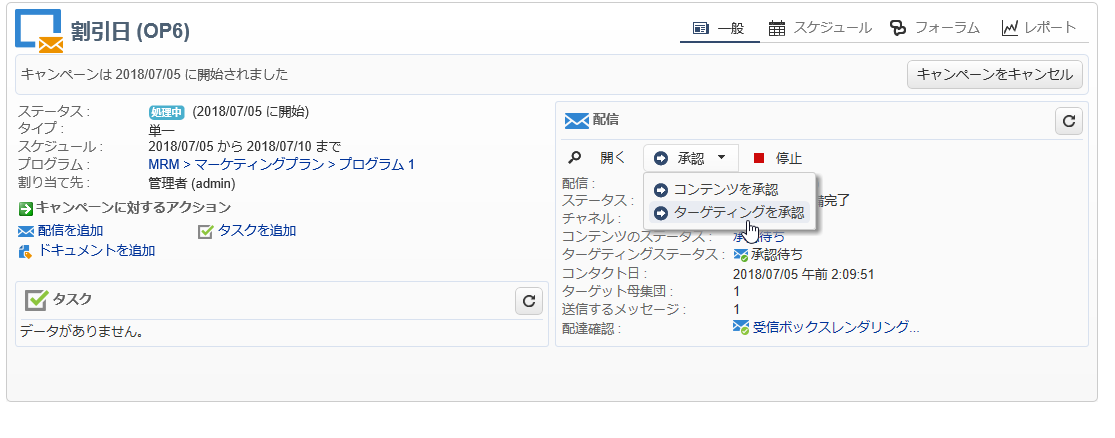 割引日 (OP6)
一般 スケジュール フォーラム レポート
キャンペーンは 2018/07/05 に開始されました
キャンペーンをキャンセル
ステータス : 処理中 (2018/07/05 に開始)
タイプ : 単一
スケジュール : 2018/07/05 から 2018/07/10 まで
プログラム : MRM > マーケティングプラン > プログラム 1
割り当て先 : 管理者 (admin)
キャンペーンに対するアクション
配信を追加 タスクを追加
ドキュメントを追加
タスク
データがありません。
配信
開く 承認 停止
コンテンツを承認
ターゲティングを承認
配信 :
ステータス : 備完了
チャネル :
コンテンツのステータス : 承認待ち
ターゲティングステータス : 承認待ち
コンタクト日 : 2018/07/05 午前 2:09:51
ターゲット母集団 : 1
送信するメッセージ : 1
配達確認 : 受信ボックスレンダリング...